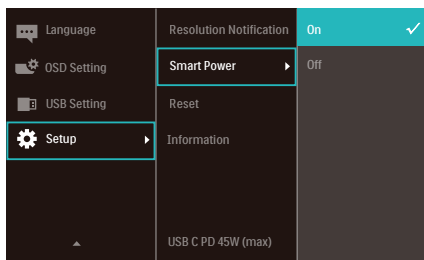 Language
OSD Setting
USB Setting
Setup
Resolution Notification
Smart Power
Reset
Information
USB C PD 45W (max)
On
Off